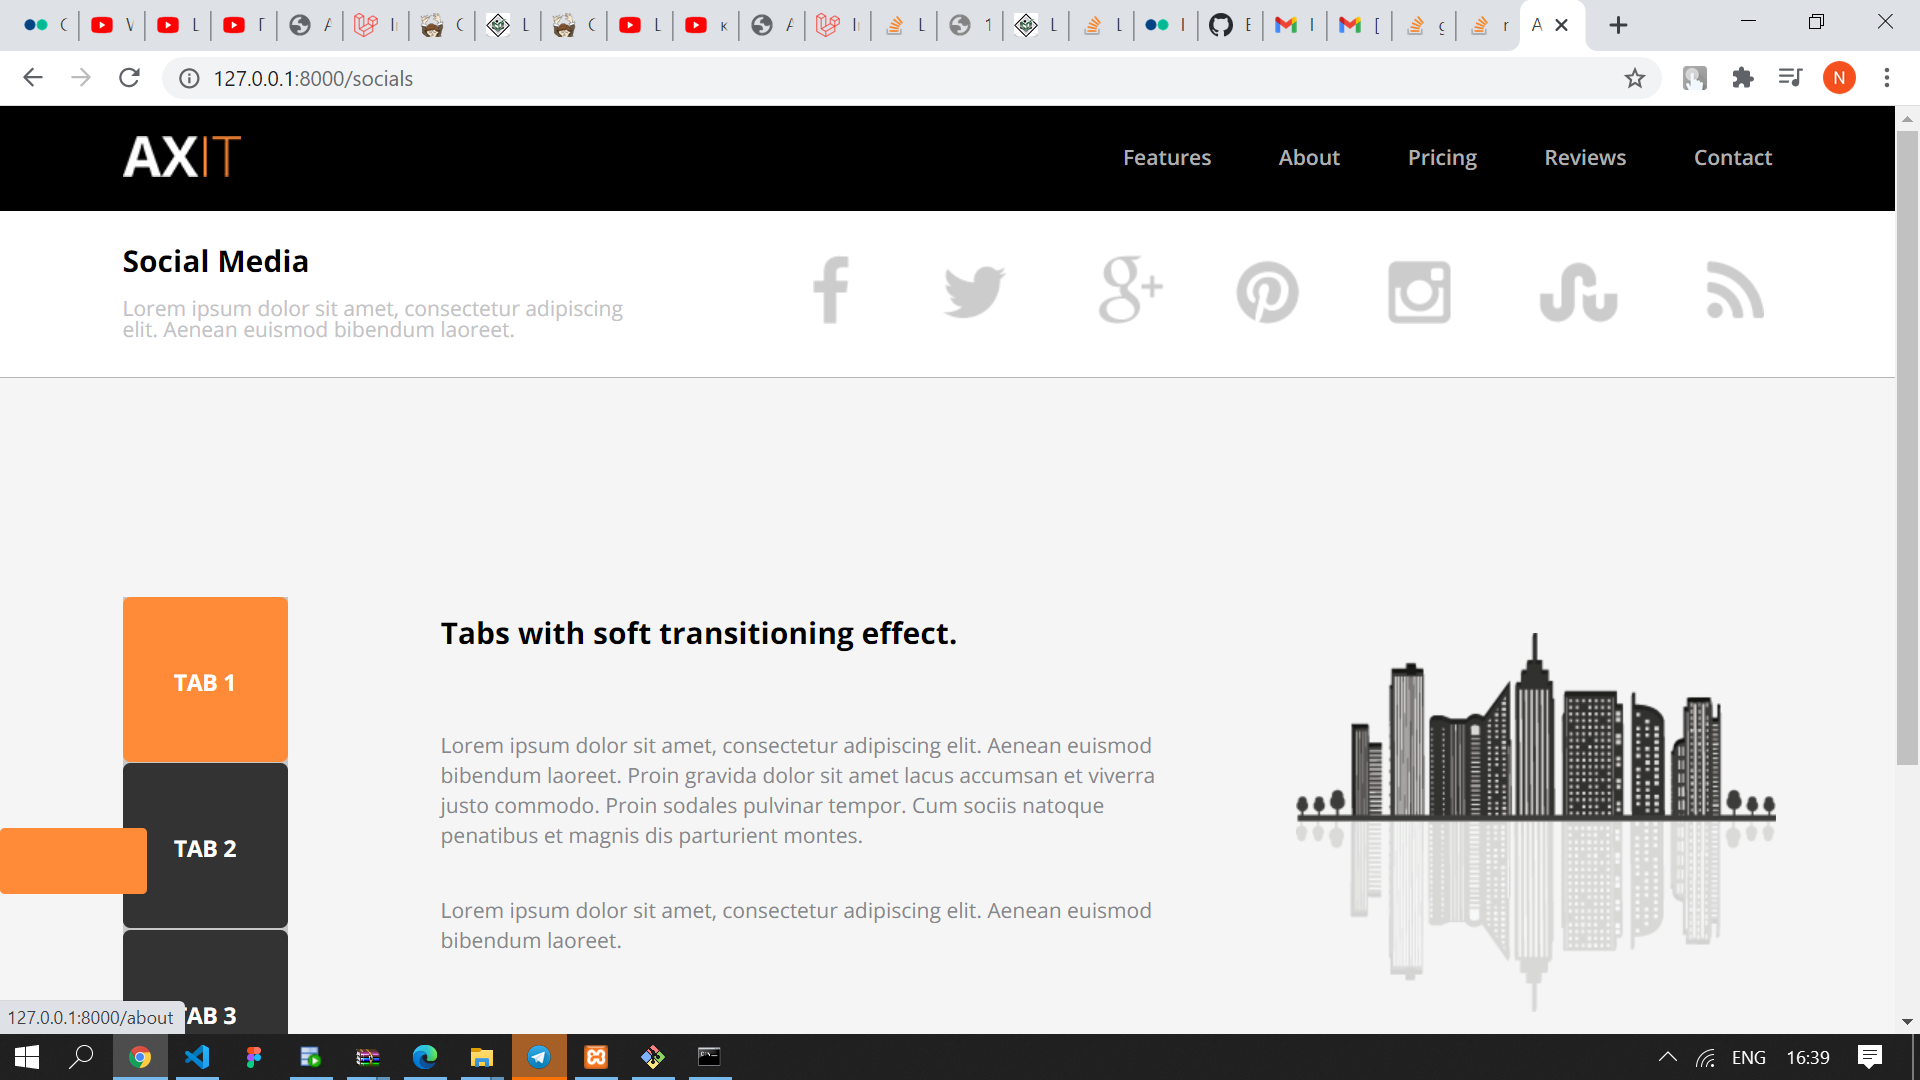 127.0.0.1:8000/socials
N
AXIT
Features About Pricing Reviews Contact
Social Media
Lorem ipsum dolor sit amet, consectetur adipiscing
elit. Aenean euismod bibendum laoreet.
TAB 1
Tabs with soft transitioning effect.
Lorem ipsum dolor sit amet, consectetur adipiscing elit. Aenean euismod
bibendum laoreet. Proin gravida dolor sit amet lacus accumsan et viverra
justo commodo. Proin sodales pulvinar tempor. Cum sociis natoque
penatibus et magnis dis parturient montes.
TAB 2
Lorem ipsum dolor sit amet, consectetur adipiscing elit. Aenean euismod
bibendum laoreet.
TAB 3
127.0.0.1:8000/about
ENG 16:39